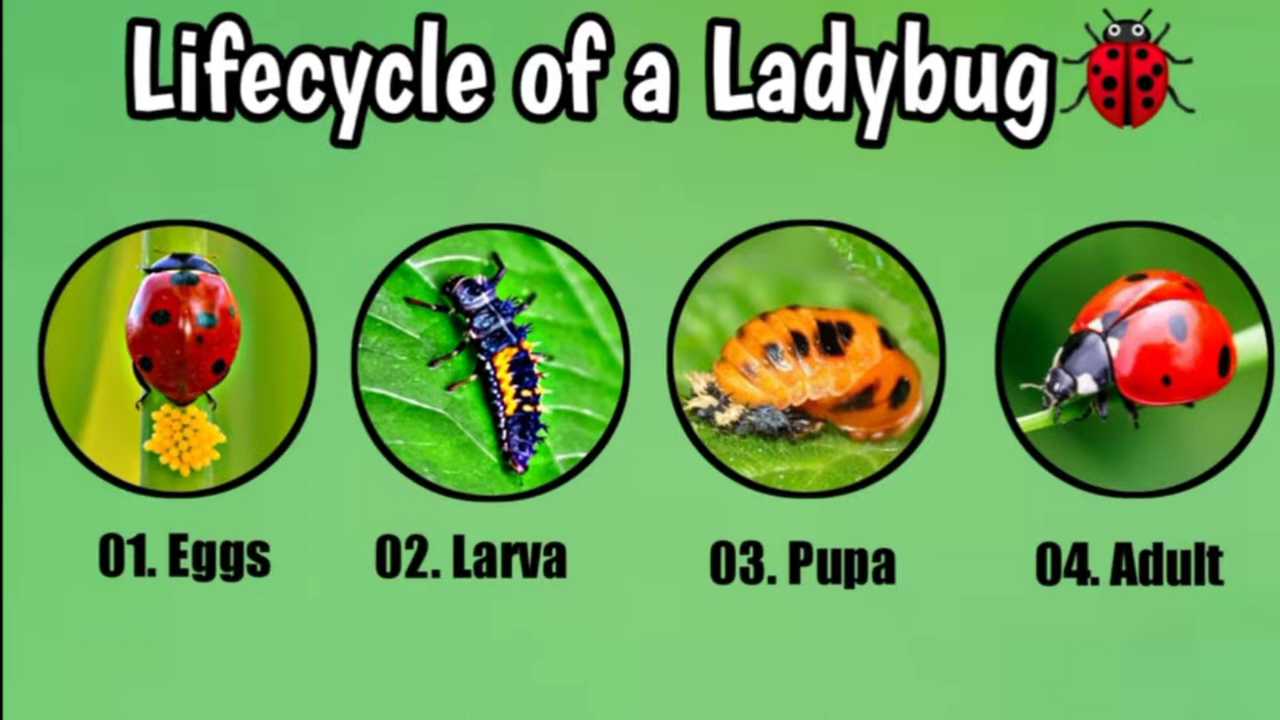 Lifecycle of a Ladybug
01. Eggs
02. Larva
03. Pupa
04. Adult